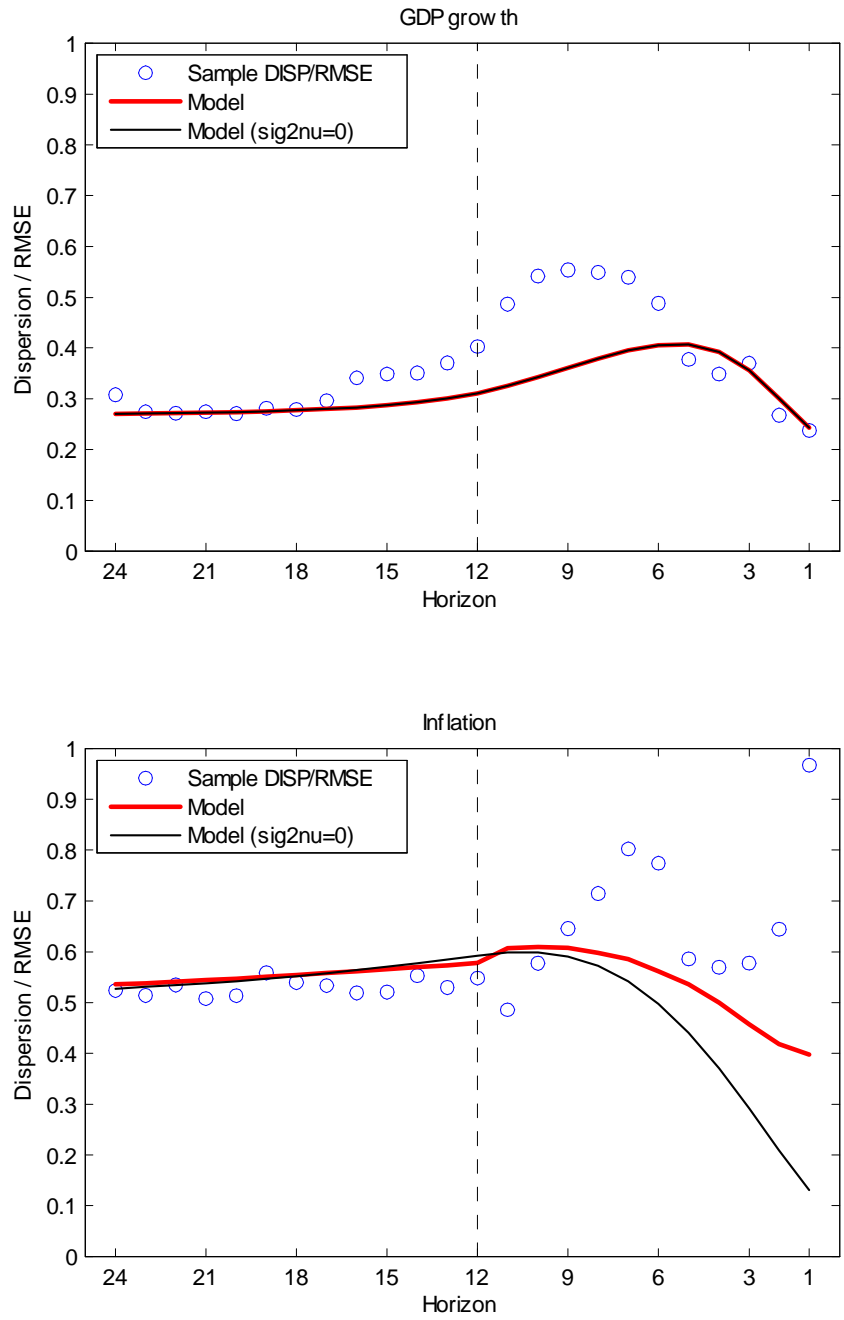 GDP growth
Sample DISP/RMSE
Model
Model (sig2nu=0)
1
0.9
0.8
0.7
0.6
0.5
0.4
0.3
0.2
0.1
0
Dispersion / RMSE
24 21 18 15 12 9 6 3 1
Horizon
Inflation
Sample DISP/RMSE
Model
Model (sig2nu=0)
1
0.9
0.8
0.7
0.6
0.5
0.4
0.3
0.2
0.1
0
Dispersion / RMSE
24 21 18 15 12 9 6 3 1
Horizon